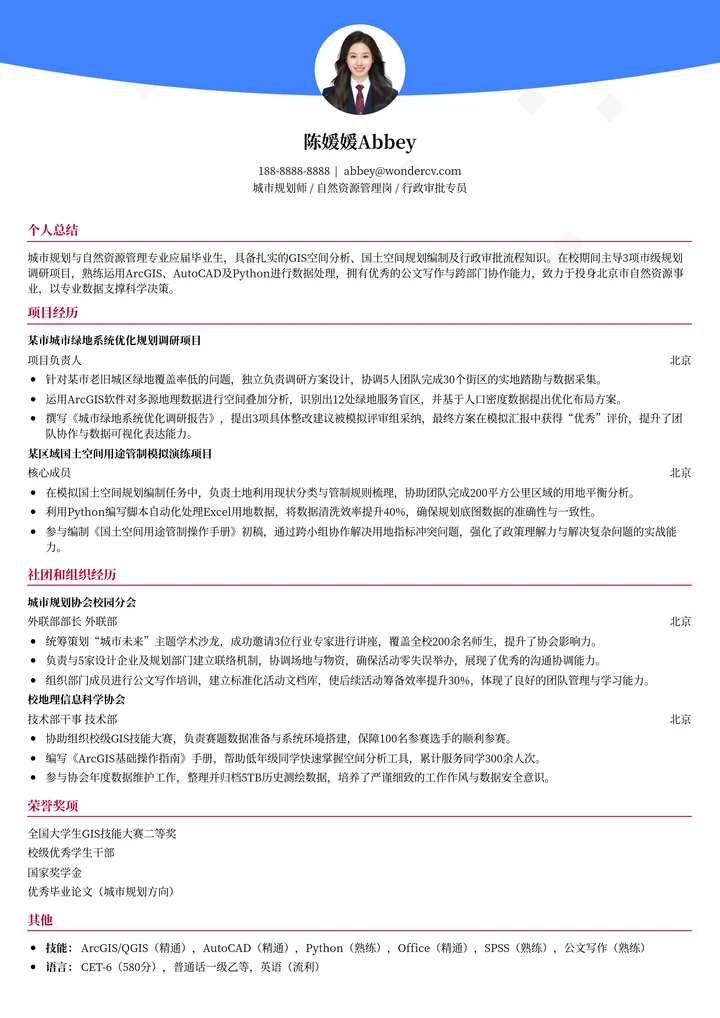 陈媛媛Abbey
188-8888-8888 | abbey@wondercv.com
城市规划师 / 自然资源管理岗 / 行政审批专员
个人总结
城市规划与自然资源管理专业应届毕业生，具备扎实的GIS空间分析、国土空间规划编制及行政审批流程知识。在校期间主导3项市级规划
调研项目，熟练运用ArcGIS、AutoCAD及Python进行数据处理，拥有优秀的公文写作与跨部门协作能力，致力于投身北京市自然资源事
业，以专业数据支撑科学决策。
项目经历
某市城市绿地系统优化规划调研项目
项目负责人 北京
• 针对某市老旧城区绿地覆盖率低的问题，独立负责调研方案设计，协调5人团队完成30个街区的实地踏勘与数据采集。
• 运用ArcGIS软件对多源地理数据进行空间叠加分析，识别出12处绿地服务盲区，并基于人口密度数据提出优化布局方案。
• 撰写《城市绿地系统优化调研报告》，提出3项具体整改建议被模拟评审组采纳，最终方案在模拟汇报中获得“优秀”评价，提升了团
队协作与数据可视化表达能力。
某区域国土空间用途管制模拟演练项目
核心成员 北京
• 在模拟国土空间规划编制任务中，负责土地利用现状分类与管制规则梳理，协助团队完成200平方公里区域的用地平衡分析。
• 利用Python编写脚本自动化处理Excel用地数据，将数据清洗效率提升40%，确保规划底图数据的准确性与一致性。
• 参与编制《国土空间用途管制操作手册》初稿，通过跨小组协作解决用地指标冲突问题，强化了政策理解力与解决复杂问题的实战能
力。
社团和组织经历
城市规划协会校园分会
外联部部长 外联部 北京
• 统筹策划“城市未来”主题学术沙龙，成功邀请3位行业专家进行讲座，覆盖全校200余名师生，提升了协会影响力。
• 负责与5家设计企业及规划部门建立联络机制，协调场地与物资，确保活动零失误举办，展现了优秀的沟通协调能力。
• 组织部门成员进行公文写作培训，建立标准化活动文档库，使后续活动筹备效率提升30%，体现了良好的团队管理与学习能力。
校地理信息科学协会
技术部干事 技术部 北京
• 协助组织校级GIS技能大赛，负责赛题数据准备与系统环境搭建，保障100名参赛选手的顺利参赛。
• 编写《ArcGIS基础操作指南》手册，帮助低年级同学快速掌握空间分析工具，累计服务同学300余人次。
• 参与协会年度数据维护工作，整理并归档5TB历史测绘数据，培养了严谨细致的工作作风与数据安全意识。
荣誉奖项
全国大学生GIS技能大赛二等奖
校级优秀学生干部
国家奖学金
优秀毕业论文（城市规划方向）
其他
• 技能： ArcGIS/QGIS（精通）, AutoCAD（精通）, Python（熟练）, Office（精通）, SPSS（熟练）, 公文写作（熟练）
• 语言： CET-6（580分）, 普通话一级乙等, 英语（流利）